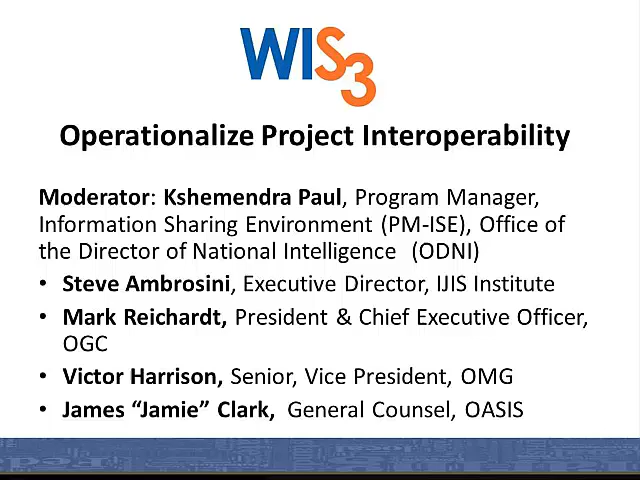 WIS3
Operationalize Project Interoperability
Moderator: Kshemendra Paul, Program Manager,
Information Sharing Environment (PM-ISE), Office of
the Director of National Intelligence (ODNI)
• Steve Ambrosini, Executive Director, IJIS Institute
• Mark Reichardt, President & Chief Executive Officer,
OGC
• Victor Harrison, Senior, Vice President, OMG
• James “Jamie” Clark, General Counsel, OASIS